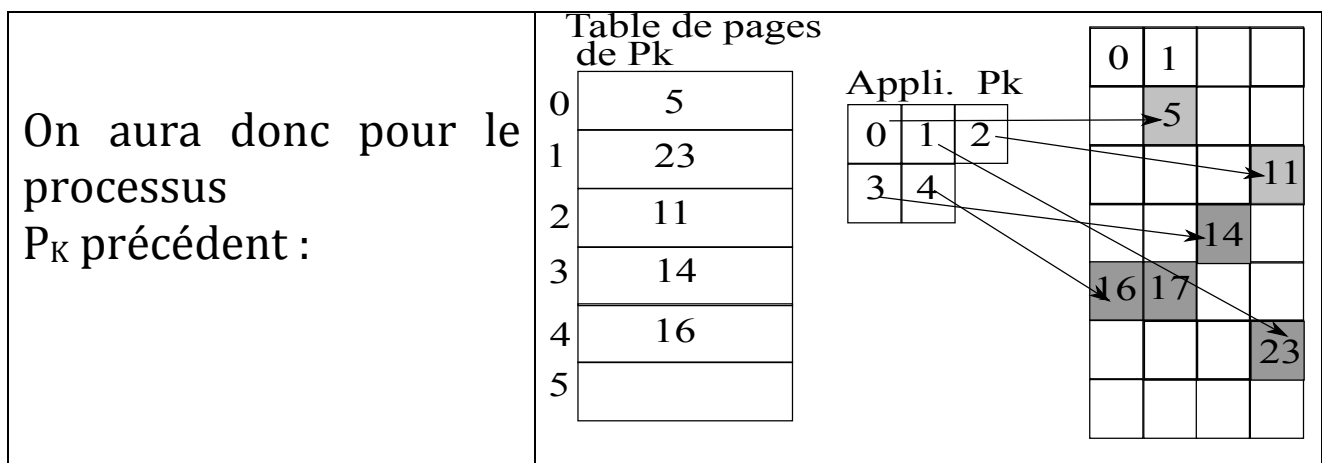 On aura donc pour le
processus
PK précédent :
Table de pages
de Pk
0 5
1 23
2 11
3 14
4 16
5
Appli. Pk
0 1 2
3 4
0 1
5
11
14
16 17
23